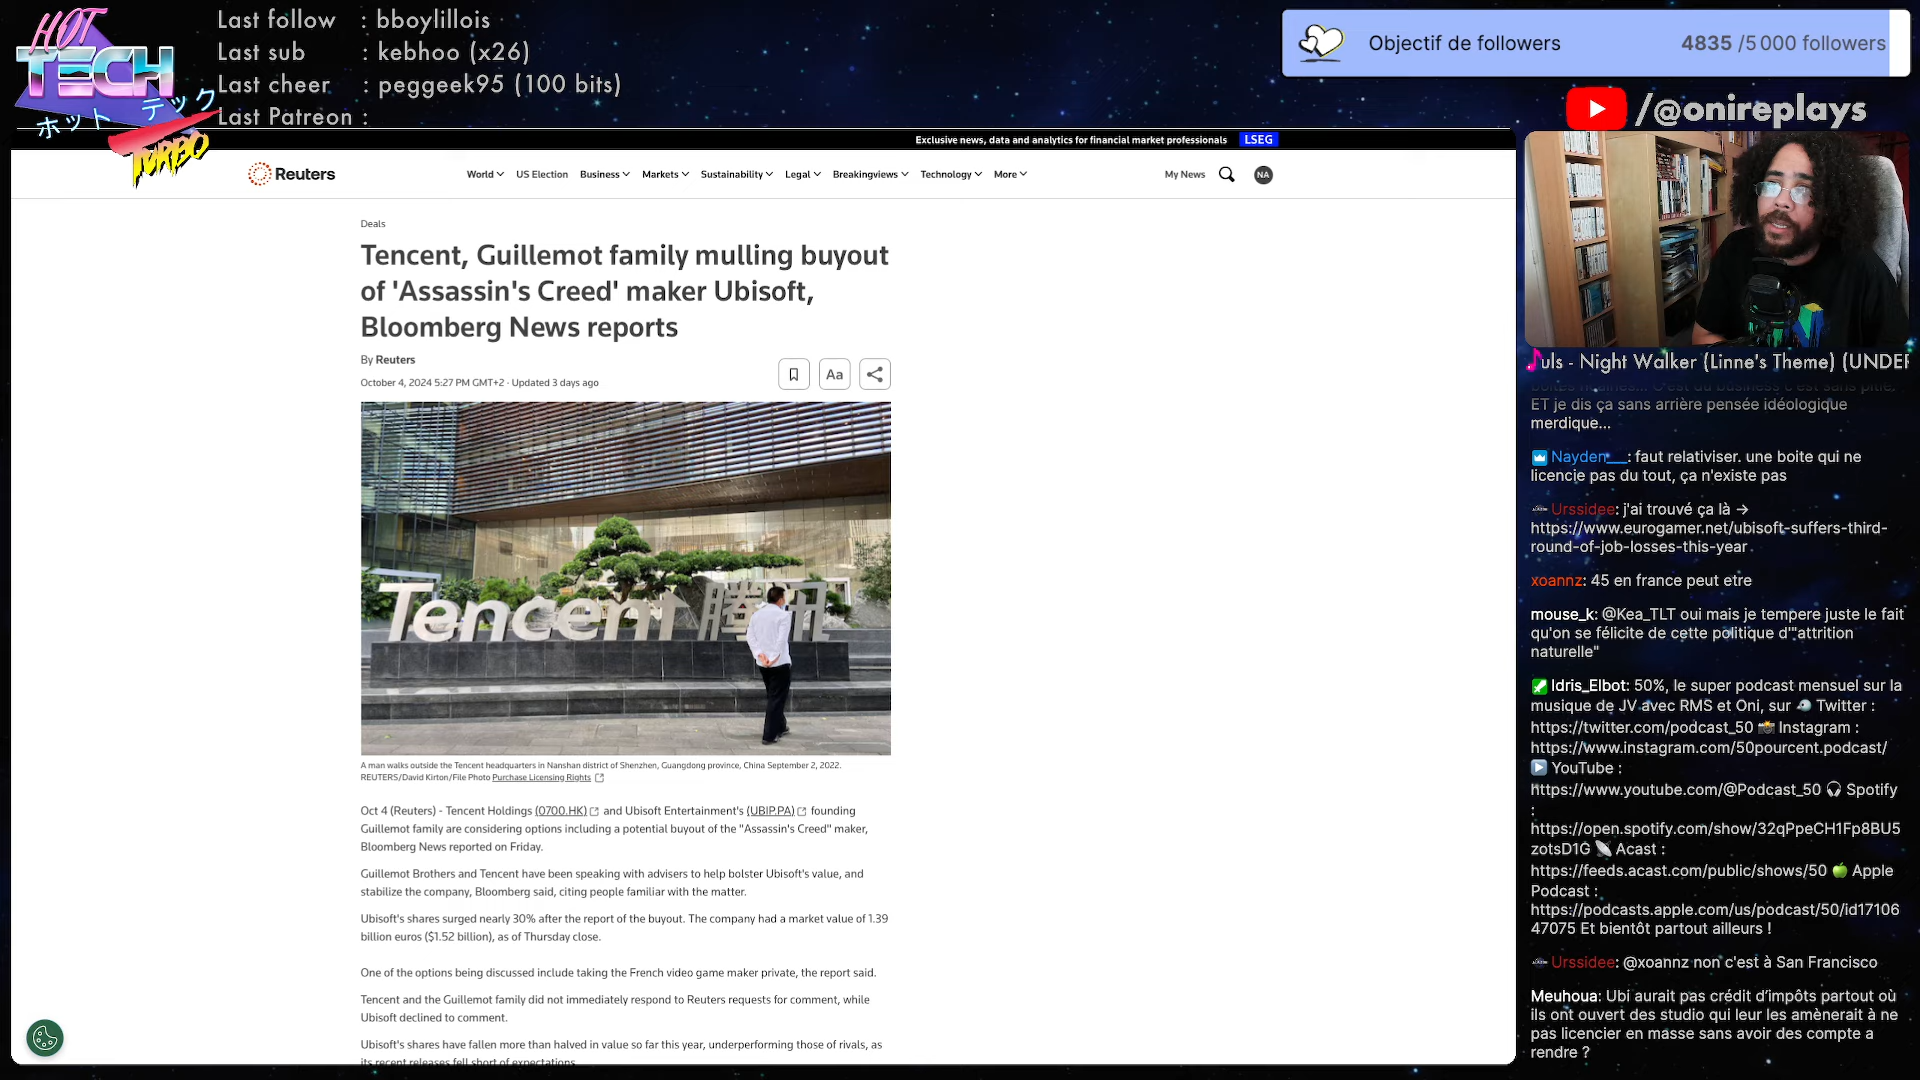 HOT
TECH
ホット テック
TURBO
Last follow : bboylillois
Last sub : kebhoo (x26)
Last cheer : peggeek95 (100 bits)
Last Patreon :
Objectif de followers 4835 /5 000 followers
/@onireplays
Exclusive news, data and analytics for financial market professionals LSEG
Reuters World US Election Business Markets Sustainability Legal Breakingviews Technology More My News NA
Deals
Tencent, Guillemot family mulling buyout
of 'Assassin's Creed' maker Ubisoft,
Bloomberg News reports
By Reuters
October 4, 2024 5:27 PM GMT+2 · Updated 3 days ago
Aa
Tencent 腾讯
A man walks outside the Tencent headquarters in Nanshan district of Shenzhen, Guangdong province, China September 2, 2022.
REUTERS/David Kirton/File Photo Purchase Licensing Rights
Oct 4 (Reuters) - Tencent Holdings (0700.HK) and Ubisoft Entertainment's (UBIP.PA) founding
Guillemot family are considering options including a potential buyout of the "Assassin's Creed" maker,
Bloomberg News reported on Friday.
Guillemot Brothers and Tencent have been speaking with advisers to help bolster Ubisoft's value, and
stabilize the company, Bloomberg said, citing people familiar with the matter.
Ubisoft's shares surged nearly 30% after the report of the buyout. The company had a market value of 1.39
billion euros ($1.52 billion), as of Thursday close.
One of the options being discussed include taking the French video game maker private, the report said.
Tencent and the Guillemot family did not immediately respond to Reuters requests for comment, while
Ubisoft declined to comment.
Ubisoft's shares have fallen more than halved in value so far this year, underperforming those of rivals, as
its recent releases fell short of expectations.
uls - Night Walker (Linne's Theme) (UNDER
boites noames... C'est du business c'est sans pitié,
ET je dis ça sans arrière pensée idéologique
merdique...
Nayden__: faut relativiser. une boite qui ne
licencie pas du tout, ça n'existe pas
Urssidee: j'ai trouvé ça là →
https://www.eurogamer.net/ubisoft-suffers-third-
round-of-job-losses-this-year
xoannz: 45 en france peut etre
mouse_k: @Kea_TLT oui mais je tempere juste le fait
qu'on se félicite de cette politique d'"attrition
naturelle"
Idris_Elbot: 50%, le super podcast mensuel sur la
musique de JV avec RMS et Oni, sur 🐦 Twitter :
https://twitter.com/podcast_50 📸 Instagram :
https://www.instagram.com/50pourcent.podcast/
▶️ YouTube :
https://www.youtube.com/@Podcast_50 🎧 Spotify
:
https://open.spotify.com/show/32qPpeCH1Fp8BU5
zotsD1G 📡 Acast :
https://feeds.acast.com/public/shows/50 🍏 Apple
Podcast :
https://podcasts.apple.com/us/podcast/50/id17106
47075 Et bientôt partout ailleurs !
Urssidee: @xoannz non c'est à San Francisco
Meuhoua: Ubi aurait pas crédit d'impôts partout où
ils ont ouvert des studio qui leur les amènerait à ne
pas licencier en masse sans avoir des compte a
rendre ?